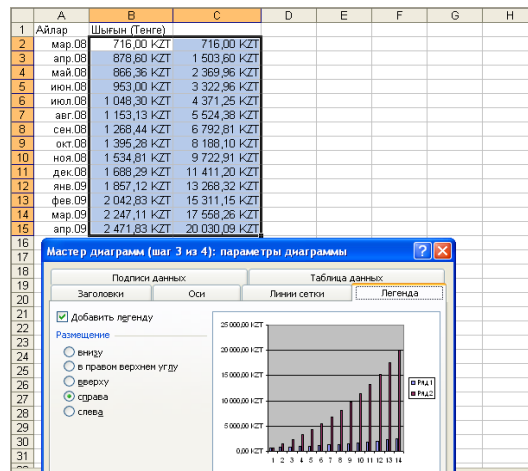 A B C D E F G H
1 Айлар Шығын (Тенге)
2 мар.08 716,00 KZT 716,00 KZT
3 апр.08 878,60 KZT 1 503,60 KZT
4 май.08 866,36 KZT 2 369,96 KZT
5 июн.08 953,00 KZT 3 322,96 KZT
6 июл.08 1 048,30 KZT 4 371,25 KZT
7 авг.08 1 153,13 KZT 5 524,38 KZT
8 сен.08 1 268,44 KZT 6 792,81 KZT
9 окт.08 1 395,28 KZT 8 188,10 KZT
10 ноя.08 1 534,81 KZT 9 722,91 KZT
11 дек.08 1 688,29 KZT 11 411,20 KZT
12 янв.09 1 857,12 KZT 13 268,32 KZT
13 фев.09 2 042,83 KZT 15 311,15 KZT
14 мар.09 2 247,11 KZT 17 558,26 KZT
15 апр.09 2 471,83 KZT 20 030,09 KZT
16
17
18
19
20
21
22
23
24
25
26
27
28
29
30
31
Мастер диаграмм (шаг 3 из 4): параметры диаграммы
Подписи данных Таблица данных
Заголовки Оси Линии сетки Легенда
Добавить легенду
Размещение
внизу
в правом верхнем углу
вверху
справа
слева
25 000,00 KZT
20 000,00 KZT
15 000,00 KZT
10 000,00 KZT
5 000,00 KZT
0,00 KZT
1 2 3 4 5 6 7 8 9 10 11 12 13 14
Ряд1
Ряд2